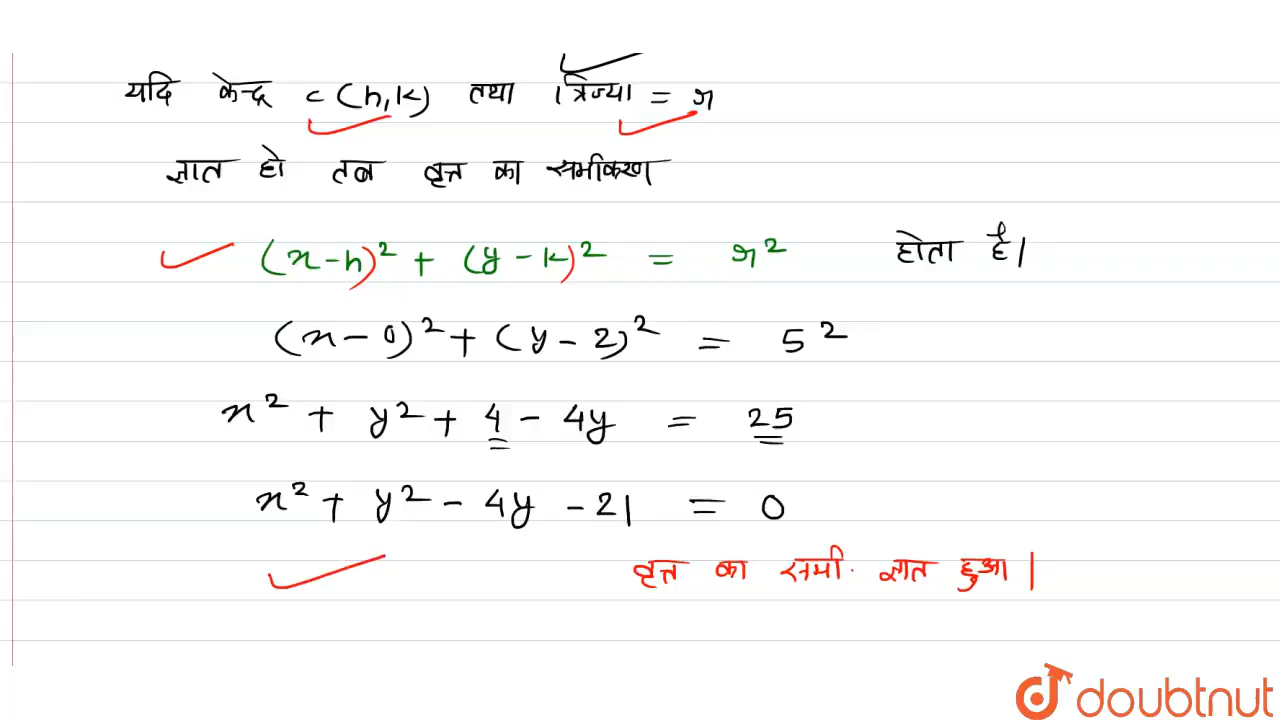 यदि केन्द्र C(h,k) तथा त्रिज्या = r
ज्ञात हो तब वृत्त का समीकरण
(x-h)² + (y-k)² = r² होता है।
(x-0)² + (y-2)² = 5²
x² + y² + 4 - 4y = 25
x² + y² - 4y - 21 = 0
वृत्त का समी. ज्ञात हुआ।
doubtnut